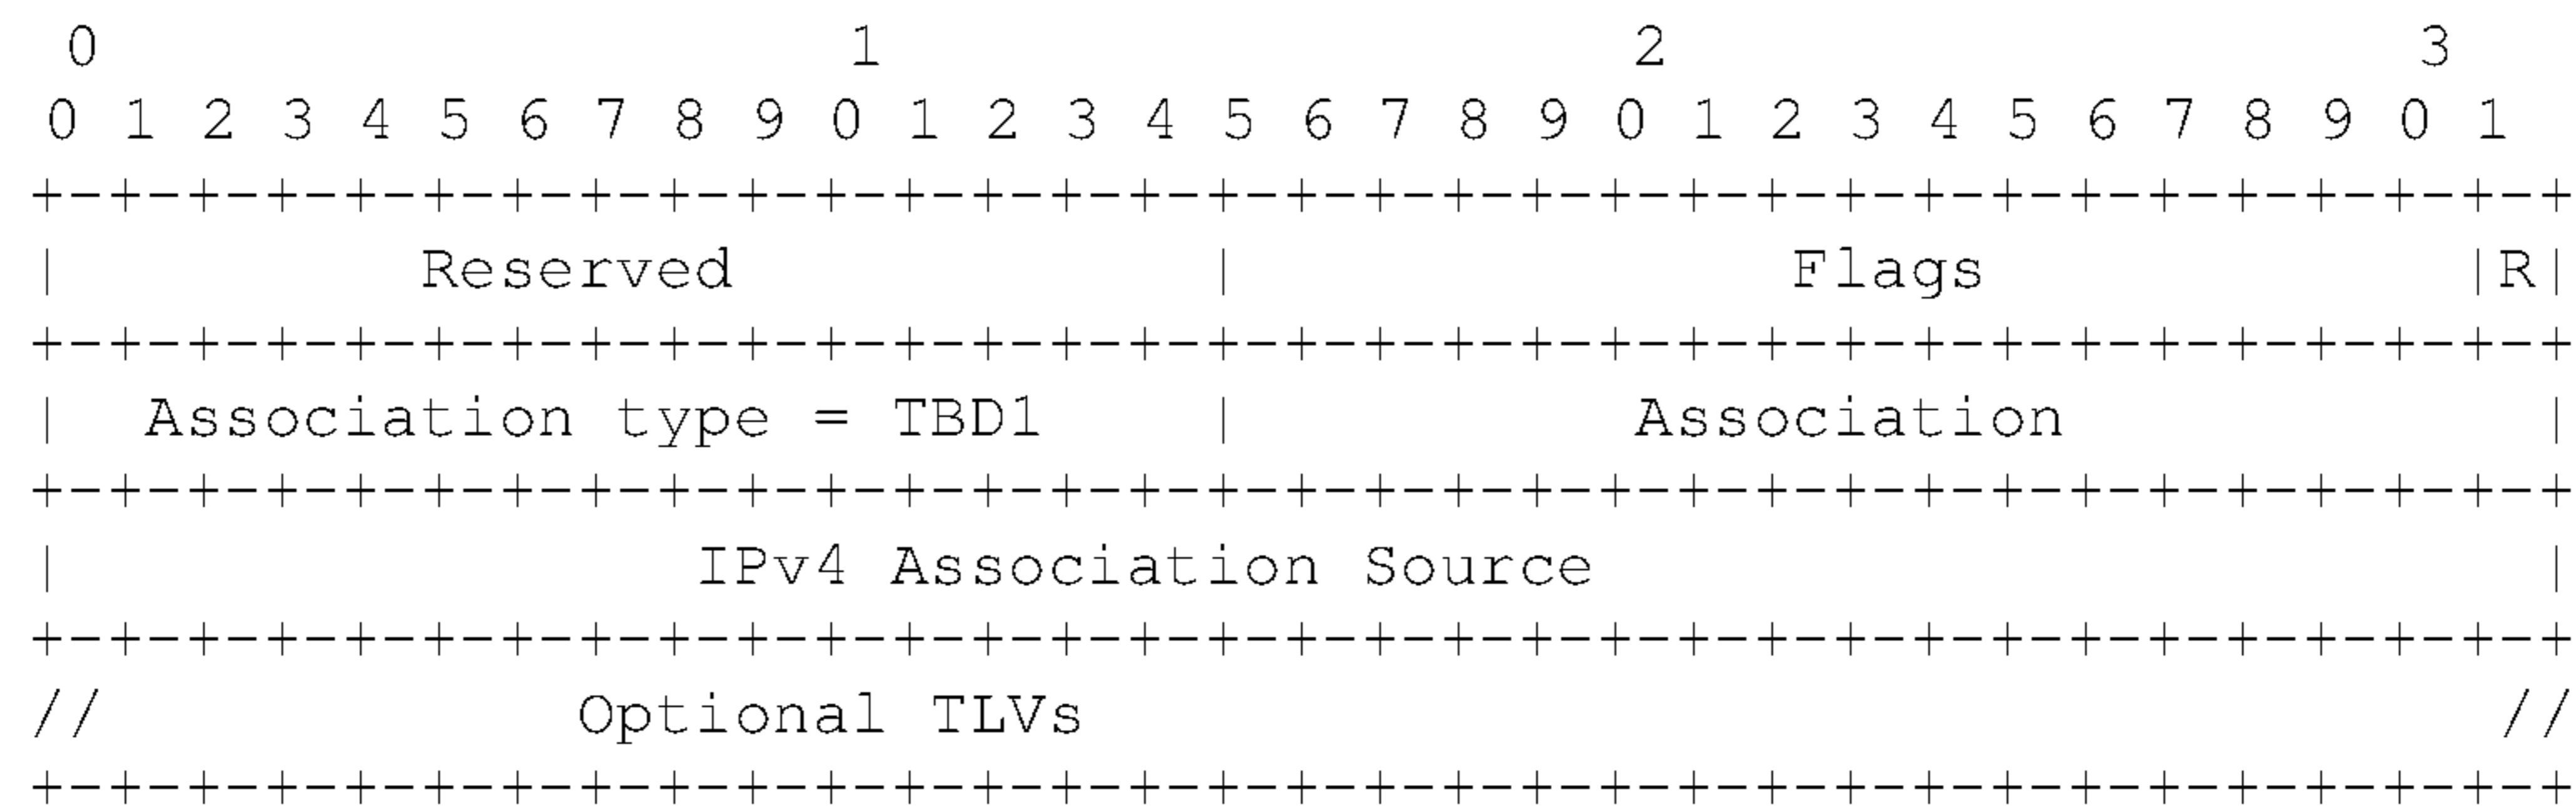 0                   1                   2                   3
0 1 2 3 4 5 6 7 8 9 0 1 2 3 4 5 6 7 8 9 0 1 2 3 4 5 6 7 8 9 0 1
+-+-+-+-+-+-+-+-+-+-+-+-+-+-+-+-+-+-+-+-+-+-+-+-+-+-+-+-+-+-+-+-+
|         Reserved            |              Flags            |R|
+-+-+-+-+-+-+-+-+-+-+-+-+-+-+-+-+-+-+-+-+-+-+-+-+-+-+-+-+-+-+-+-+
|  Association type = TBD1    |          Association            |
+-+-+-+-+-+-+-+-+-+-+-+-+-+-+-+-+-+-+-+-+-+-+-+-+-+-+-+-+-+-+-+-+
|                IPv4 Association Source                        |
+-+-+-+-+-+-+-+-+-+-+-+-+-+-+-+-+-+-+-+-+-+-+-+-+-+-+-+-+-+-+-+-+
//            Optional TLVs                                    //
+-+-+-+-+-+-+-+-+-+-+-+-+-+-+-+-+-+-+-+-+-+-+-+-+-+-+-+-+-+-+-+-+